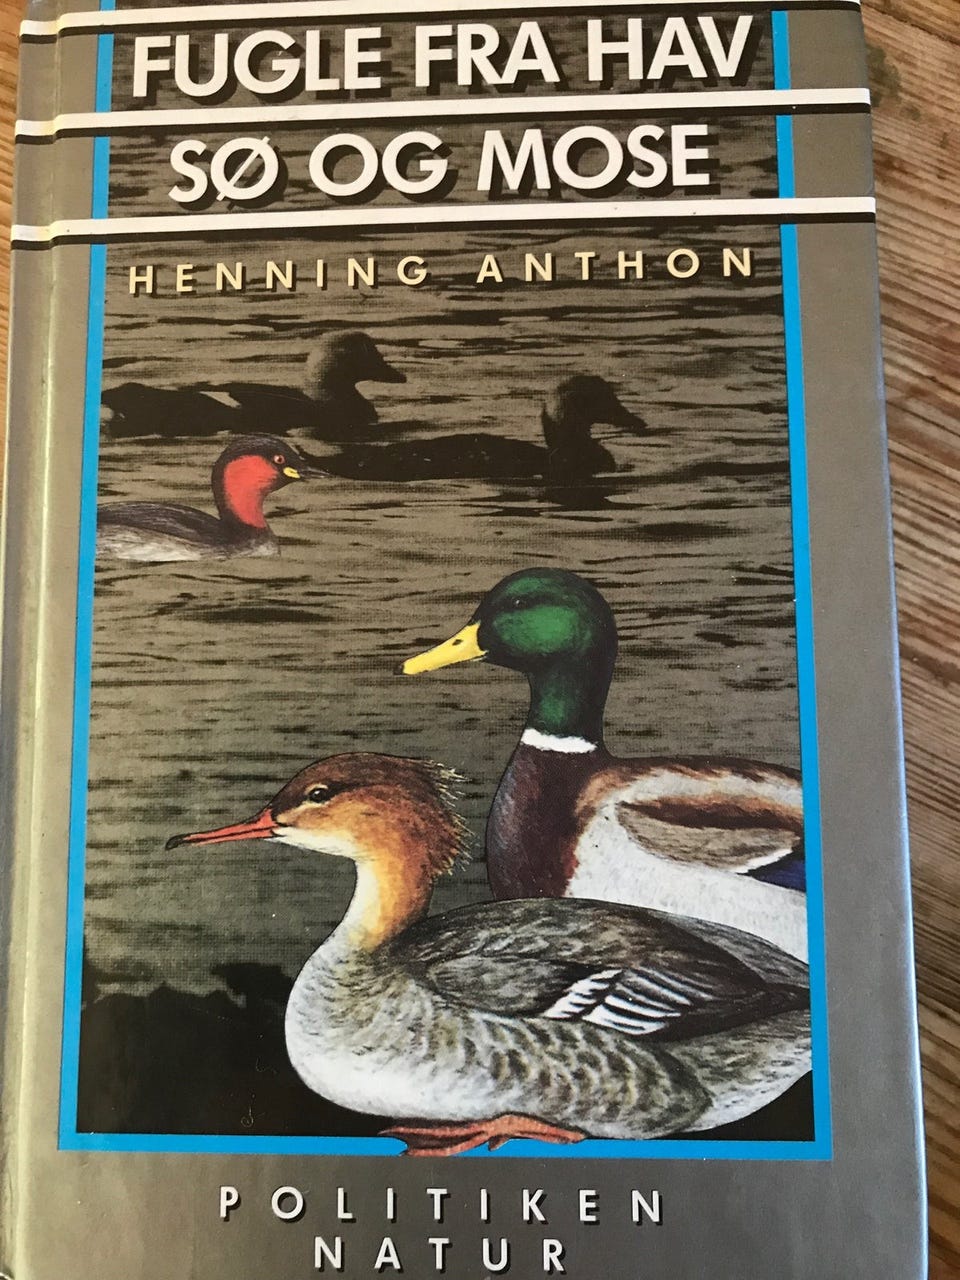 FUGLE FRA HAV
SØ OG MOSE
HENNING ANTHON
POLITIKEN
NATUR